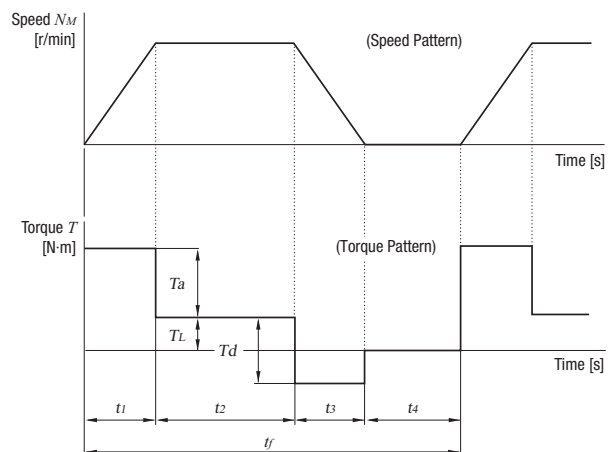 Speed NM
[r/min]
(Speed Pattern)
Time [s]
Torque T
[N·m]
(Torque Pattern)
Ta
TL
Td
Time [s]
t1
t2
t3
t4
tf